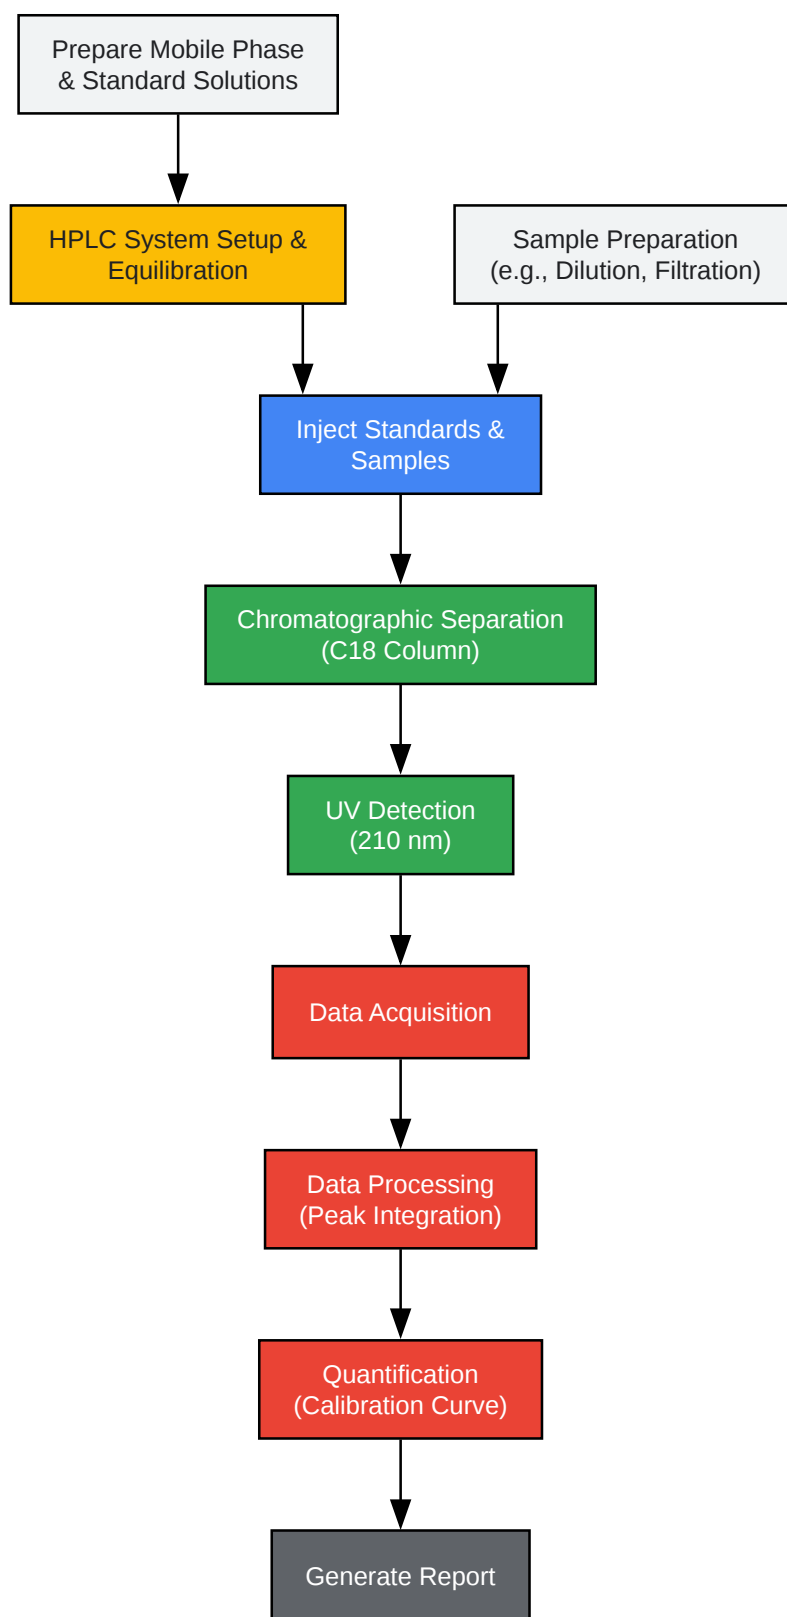 Prepare Mobile Phase
& Standard Solutions
HPLC System Setup &
Equilibration
Sample Preparation
(e.g., Dilution, Filtration)
Inject Standards &
Samples
Chromatographic Separation
(C18 Column)
UV Detection
(210 nm)
Data Acquisition
Data Processing
(Peak Integration)
Quantification
(Calibration Curve)
Generate Report